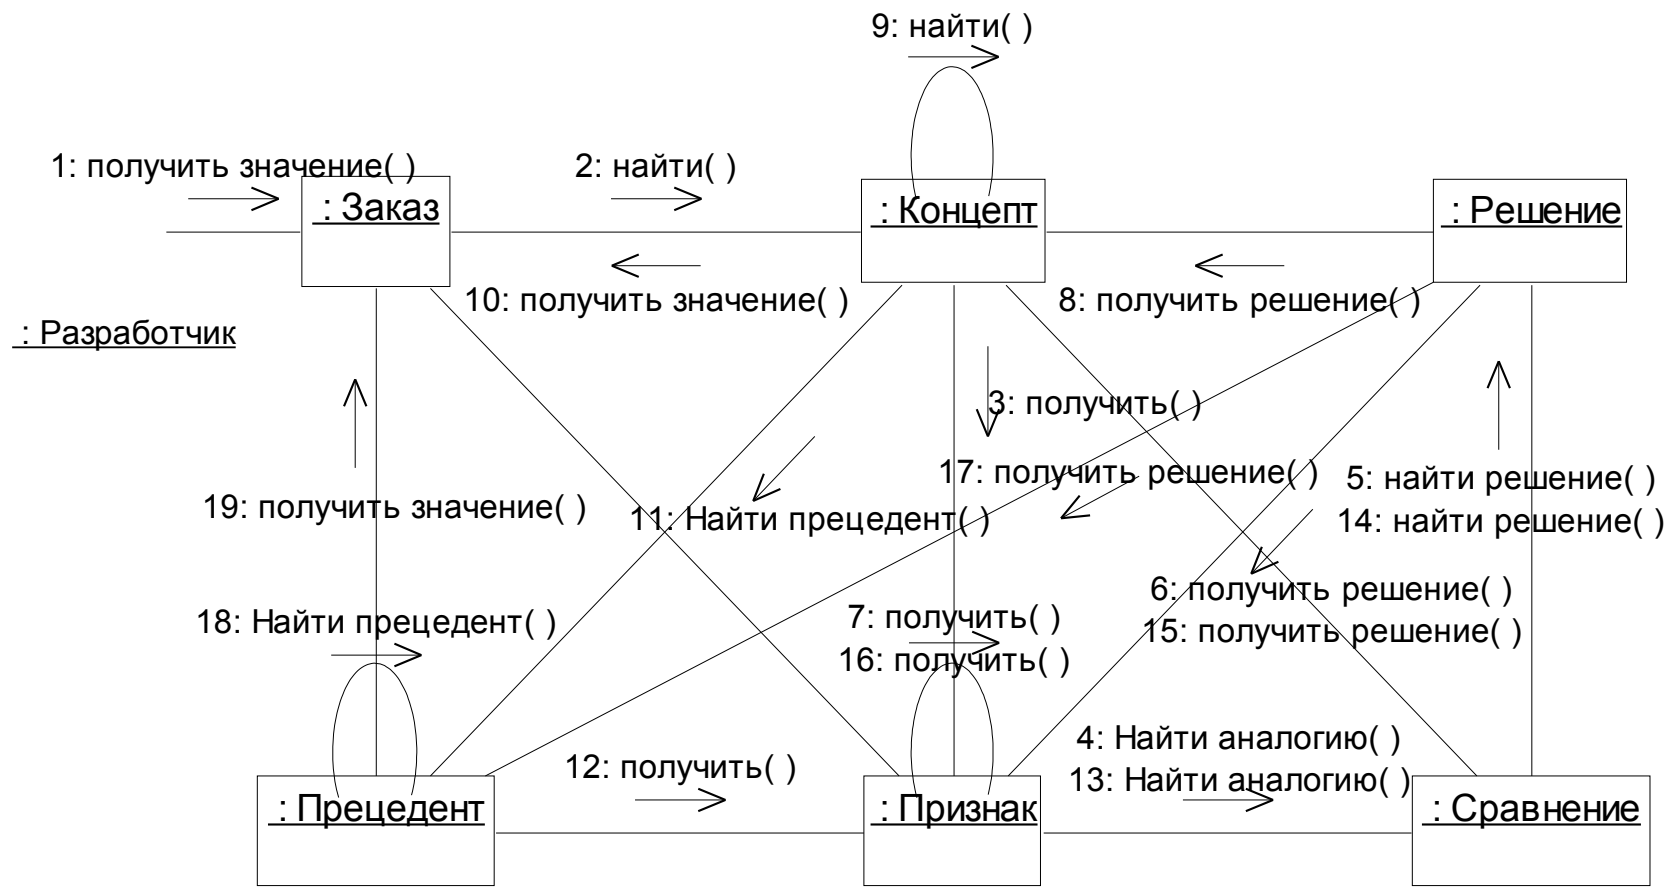 9: найти( )
1: получить значение( )
2: найти( )
: Заказ
: Концепт
: Решение
10: получить значение( )
8: получить решение( )
: Разработчик
3: получить( )
17: получить решение( )
5: найти решение( )
19: получить значение( )
11: Найти прецедент( )
14: найти решение( )
6: получить решение( )
18: Найти прецедент( )
7: получить( )
15: получить решение( )
16: получить( )
4: Найти аналогию( )
12: получить( )
13: Найти аналогию( )
: Прецедент
: Признак
: Сравнение